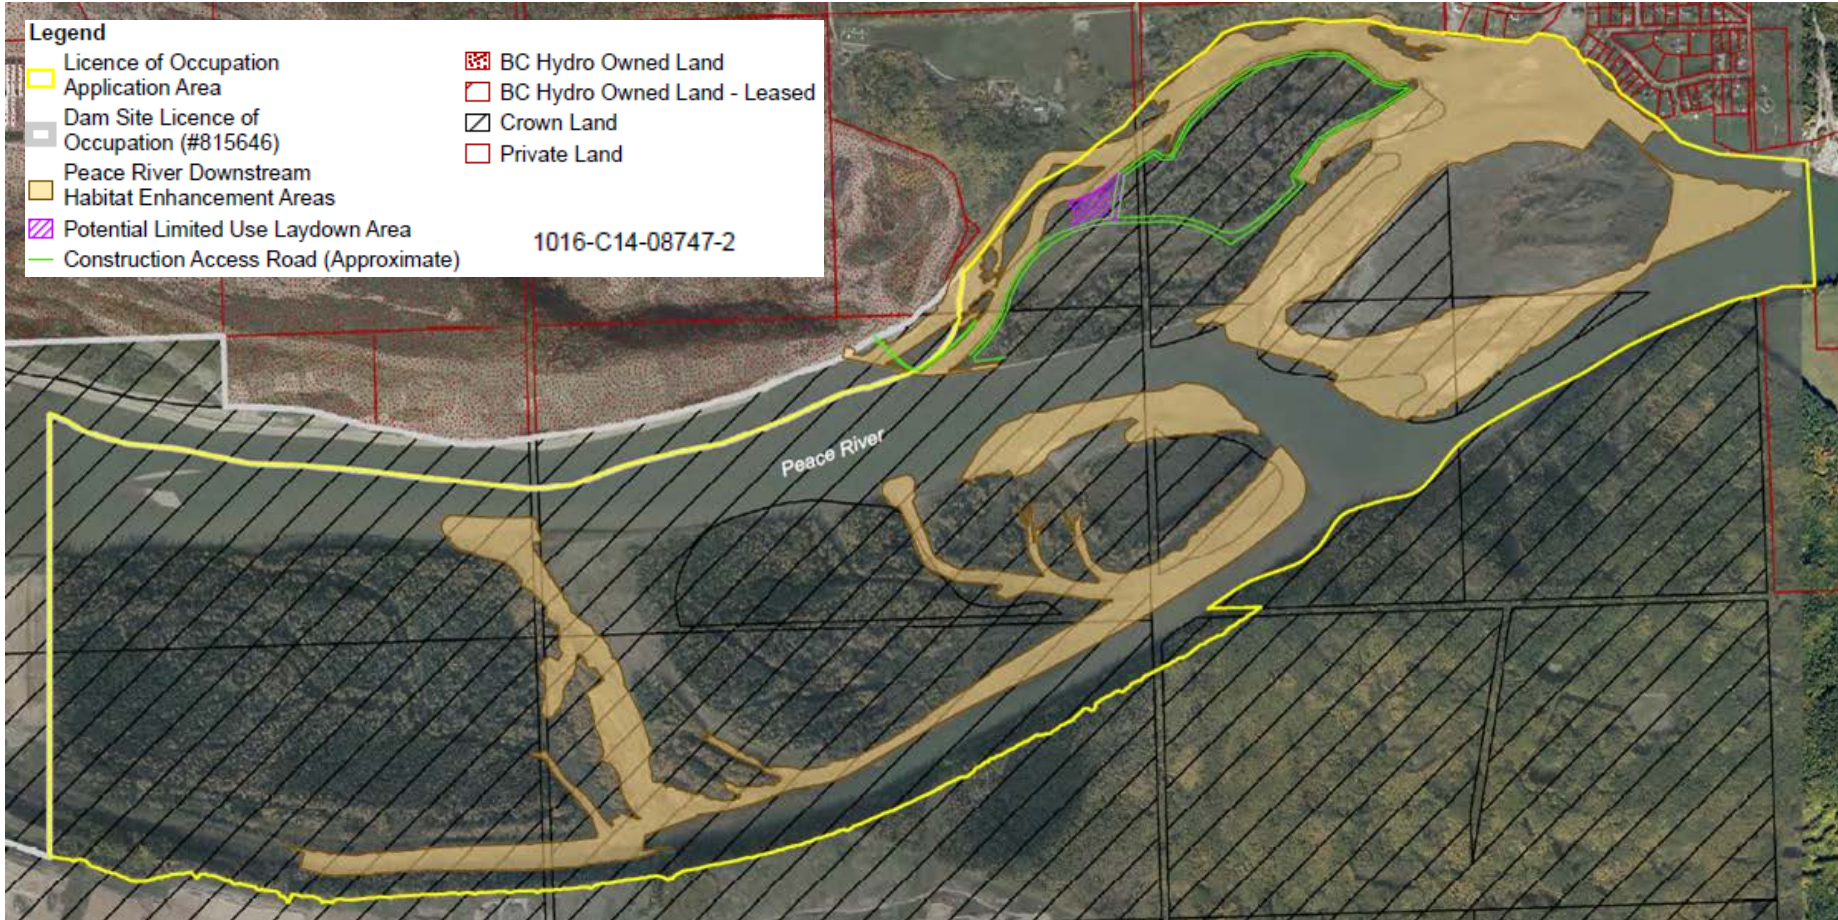 Legend
Licence of Occupation
Application Area
Dam Site Licence of
Occupation (#815646)
Peace River Downstream
Habitat Enhancement Areas
Potential Limited Use Laydown Area
Construction Access Road (Approximate)
BC Hydro Owned Land
BC Hydro Owned Land - Leased
Crown Land
Private Land
1016-C14-08747-2
Peace River